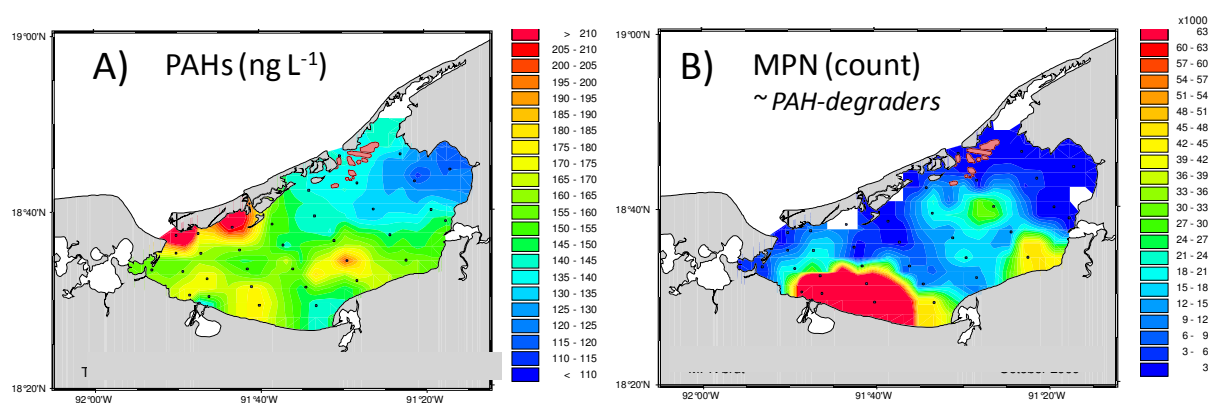 A) PAHs (ng L-1)
19°00'N
18°40'N
18°20'N
92°00'W
91°40'W
91°20'W
> 210
205 - 210
200 - 205
195 - 200
190 - 195
185 - 190
180 - 185
175 - 180
170 - 175
165 - 170
160 - 165
155 - 160
150 - 155
145 - 150
140 - 145
135 - 140
130 - 135
125 - 130
120 - 125
115 - 120
110 - 115
< 110
B) MPN (count)
~ PAH-degraders
19°00'N
18°40'N
18°20'N
92°00'W
91°40'W
91°20'W
x1000
63
60 - 63
57 - 60
54 - 57
51 - 54
48 - 51
45 - 48
42 - 45
39 - 42
36 - 39
33 - 36
30 - 33
27 - 30
24 - 27
21 - 24
18 - 21
15 - 18
12 - 15
9 - 12
6 - 9
3 - 6
3